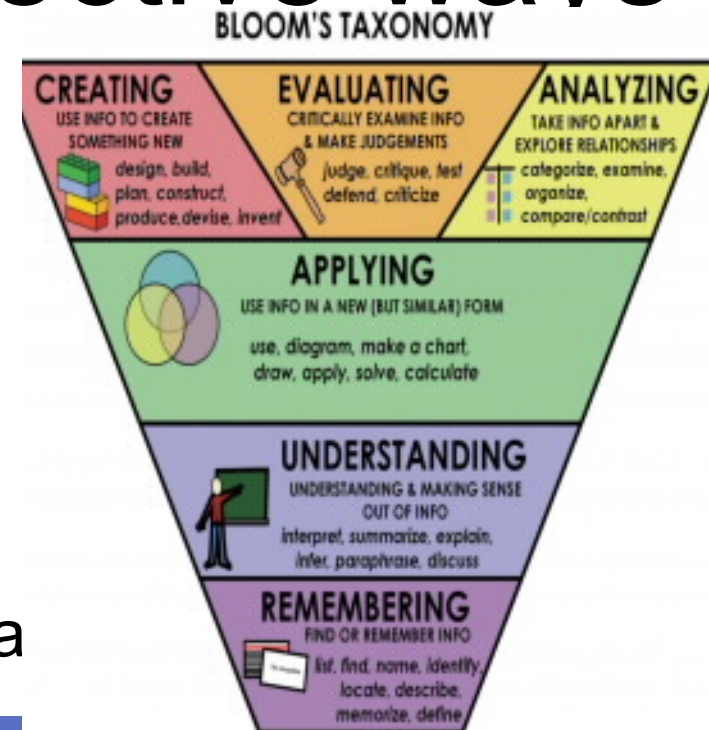 BLOOM'S TAXONOMY
CREATING
USE INFO TO CREATE
SOMETHING NEW
design, build,
plan, construct,
produce,devise, invent
EVALUATING
CRITICALLY EXAMINE INFO
& MAKE JUDGEMENTS
judge, critique, test
defend, criticize
ANALYZING
TAKE INFO APART &
EXPLORE RELATIONSHIPS
categorize, examine,
organize,
compare/contrast
APPLYING
USE INFO IN A NEW (BUT SIMILAR) FORM
use, diagram, make a chart,
draw, apply, solve, calculate
UNDERSTANDING
UNDERSTANDING & MAKING SENSE
OUT OF INFO
interpret, summarize, explain,
infer, paraphrase, discuss
REMEMBERING
FIND OR REMEMBER INFO
list, find, name, identify,
locate, describe,
memorize, define